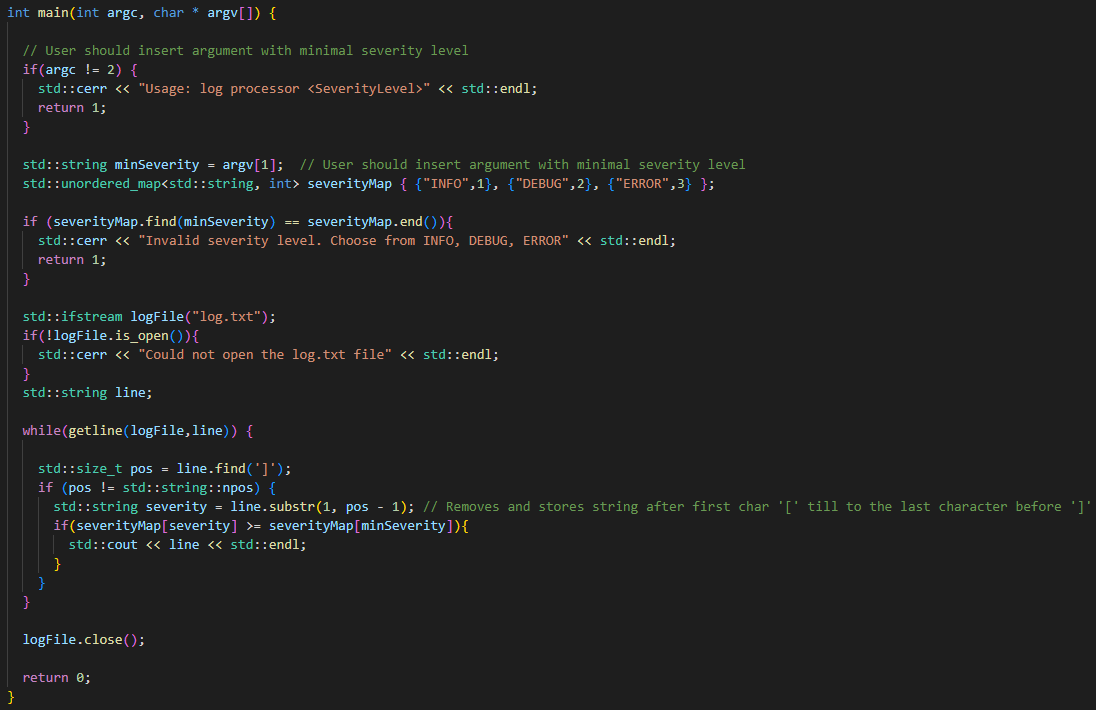 int main(int argc, char * argv[]) {
// User should insert argument with minimal severity level
if(argc != 2) {
std::cerr << "Usage: log processor <SeverityLevel>" << std::endl;
return 1;
}
std::string minSeverity = argv[1];  // User should insert argument with minimal severity level
std::unordered_map<std::string, int> severityMap { {"INFO",1}, {"DEBUG",2}, {"ERROR",3} };
if (severityMap.find(minSeverity) == severityMap.end()){
std::cerr << "Invalid severity level. Choose from INFO, DEBUG, ERROR" << std::endl;
return 1;
}
std::ifstream logFile("log.txt");
if(!logFile.is_open()){
std::cerr << "Could not open the log.txt file" << std::endl;
}
std::string line;
while(getline(logFile,line)) {
std::size_t pos = line.find(']');
if (pos != std::string::npos) {
std::string severity = line.substr(1, pos - 1); // Removes and stores string after first char '[' till to the last character before ']'
if(severityMap[severity] >= severityMap[minSeverity]){
std::cout << line << std::endl;
}
}
}
logFile.close();
return 0;
}